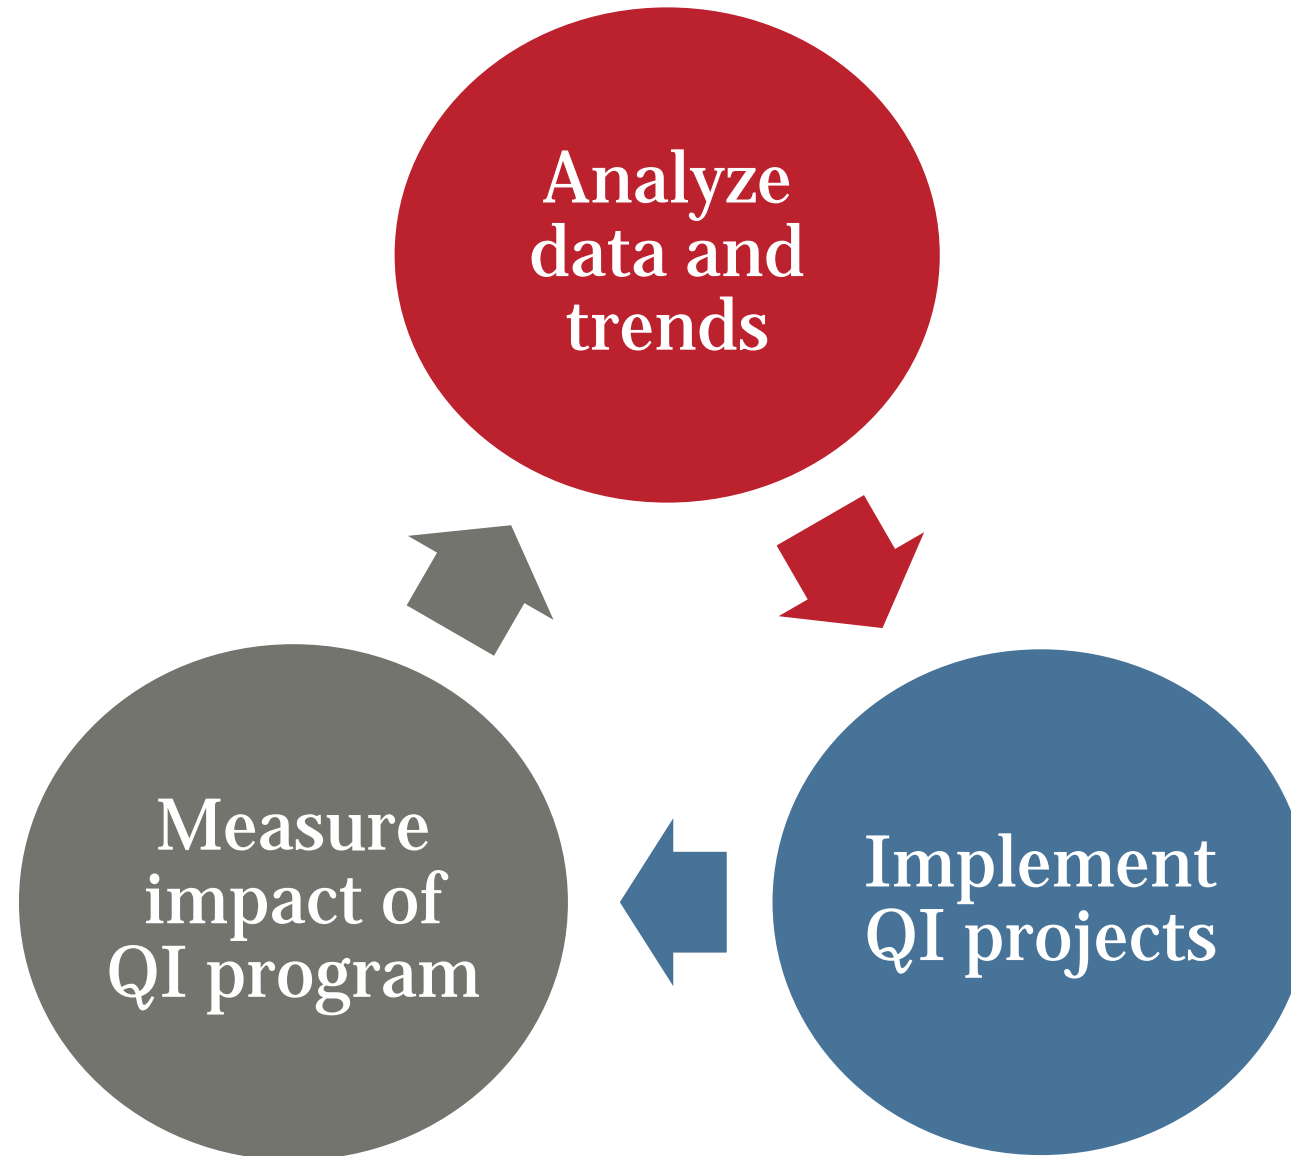 Analyze
data and
trends
Implement
QI projects
Measure
impact of
QI program